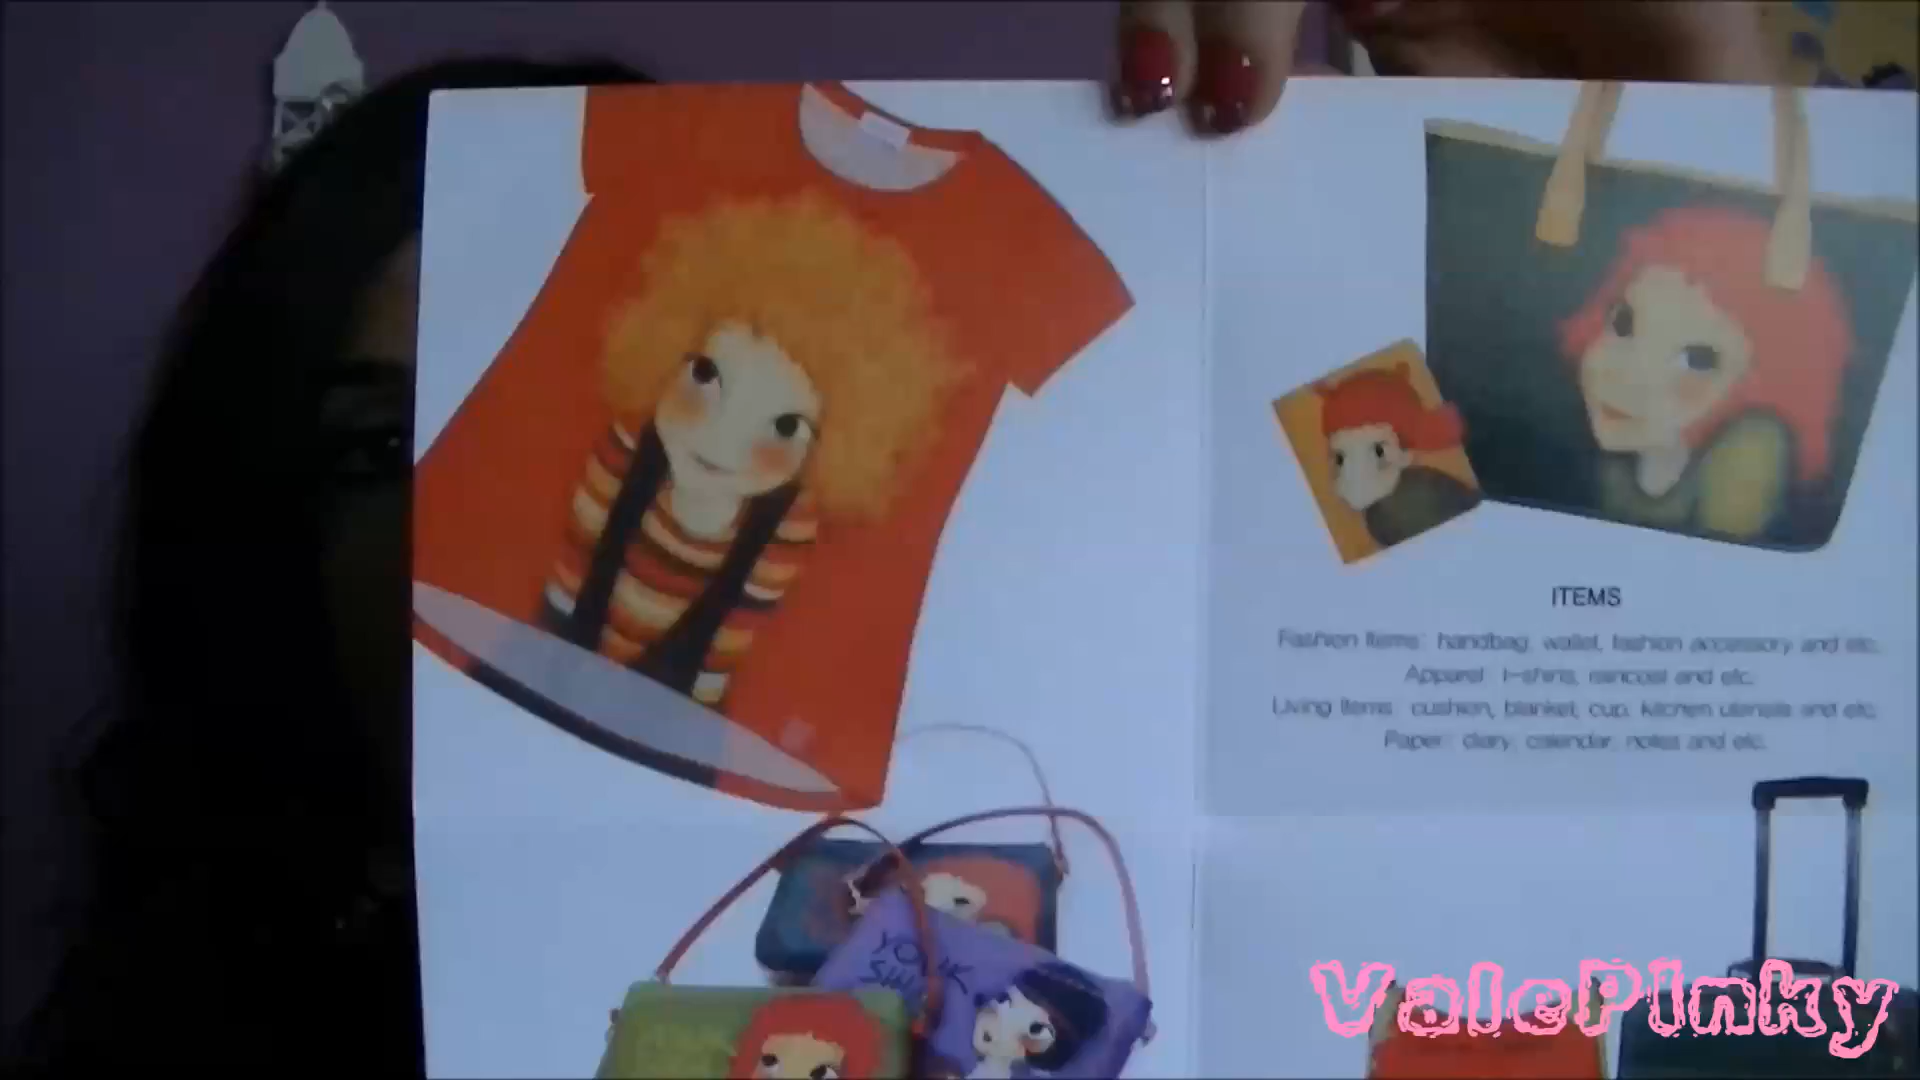 ITEMS
Fashion Items: handbag, wallet, fashion accessory and etc.
Apparel: t-shirts, raincoat and etc.
Living Items: cushion, blanket, cup, kitchen utensils and etc.
Paper: diary, calendar, notes and etc.
ValePinky